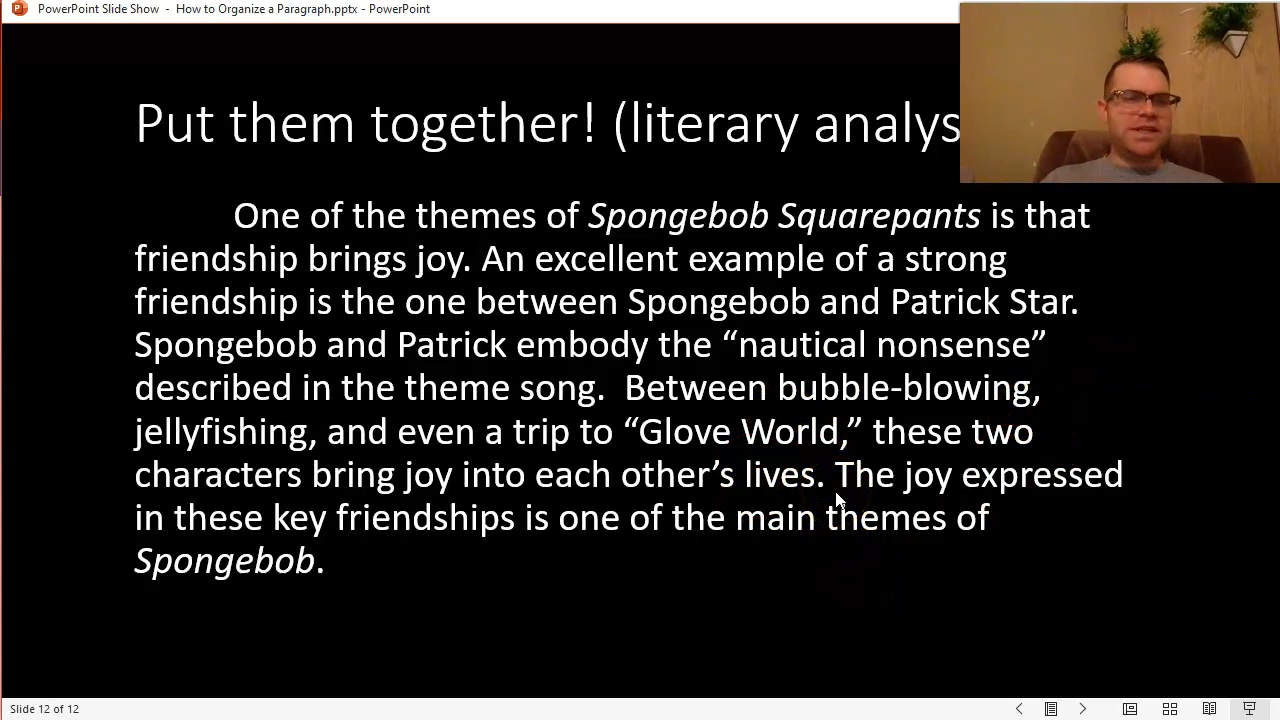 PowerPoint Slide Show - How to Organize a Paragraph.pptx - PowerPoint
Put them together! (literary analys
One of the themes of Spongebob Squarepants is that
friendship brings joy. An excellent example of a strong
friendship is the one between Spongebob and Patrick Star.
Spongebob and Patrick embody the “nautical nonsense”
described in the theme song.  Between bubble-blowing,
jellyfishing, and even a trip to “Glove World,” these two
characters bring joy into each other’s lives. The joy expressed
in these key friendships is one of the main themes of
Spongebob.
Slide 12 of 12